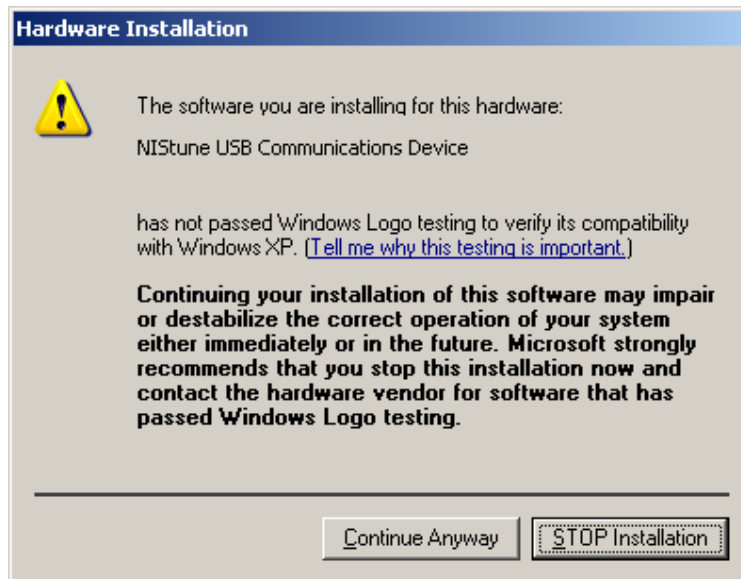 Hardware Installation
The software you are installing for this hardware:
NIStune USB Communications Device
has not passed Windows Logo testing to verify its compatibility
with Windows XP. (Tell me why this testing is important.)
Continuing your installation of this software may impair
or destabilize the correct operation of your system
either immediately or in the future. Microsoft strongly
recommends that you stop this installation now and
contact the hardware vendor for software that has
passed Windows Logo testing.
Continue Anyway
STOP Installation